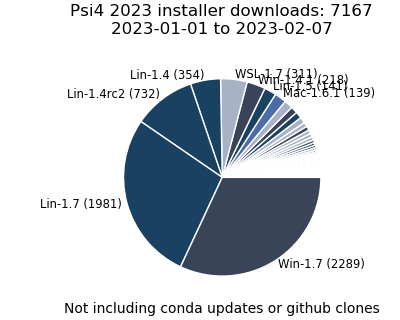 Psi4 2023 installer downloads: 7167
2023-01-01 to 2023-02-07
Lin-1.4 (354)
WSL-1.7 (311)
Win-1.4.1 (218)
Lin-1.5 (141)
Mac-1.6.1 (139)
Lin-1.4rc2 (732)
Lin-1.7 (1981)
Win-1.7 (2289)
Not including conda updates or github clones